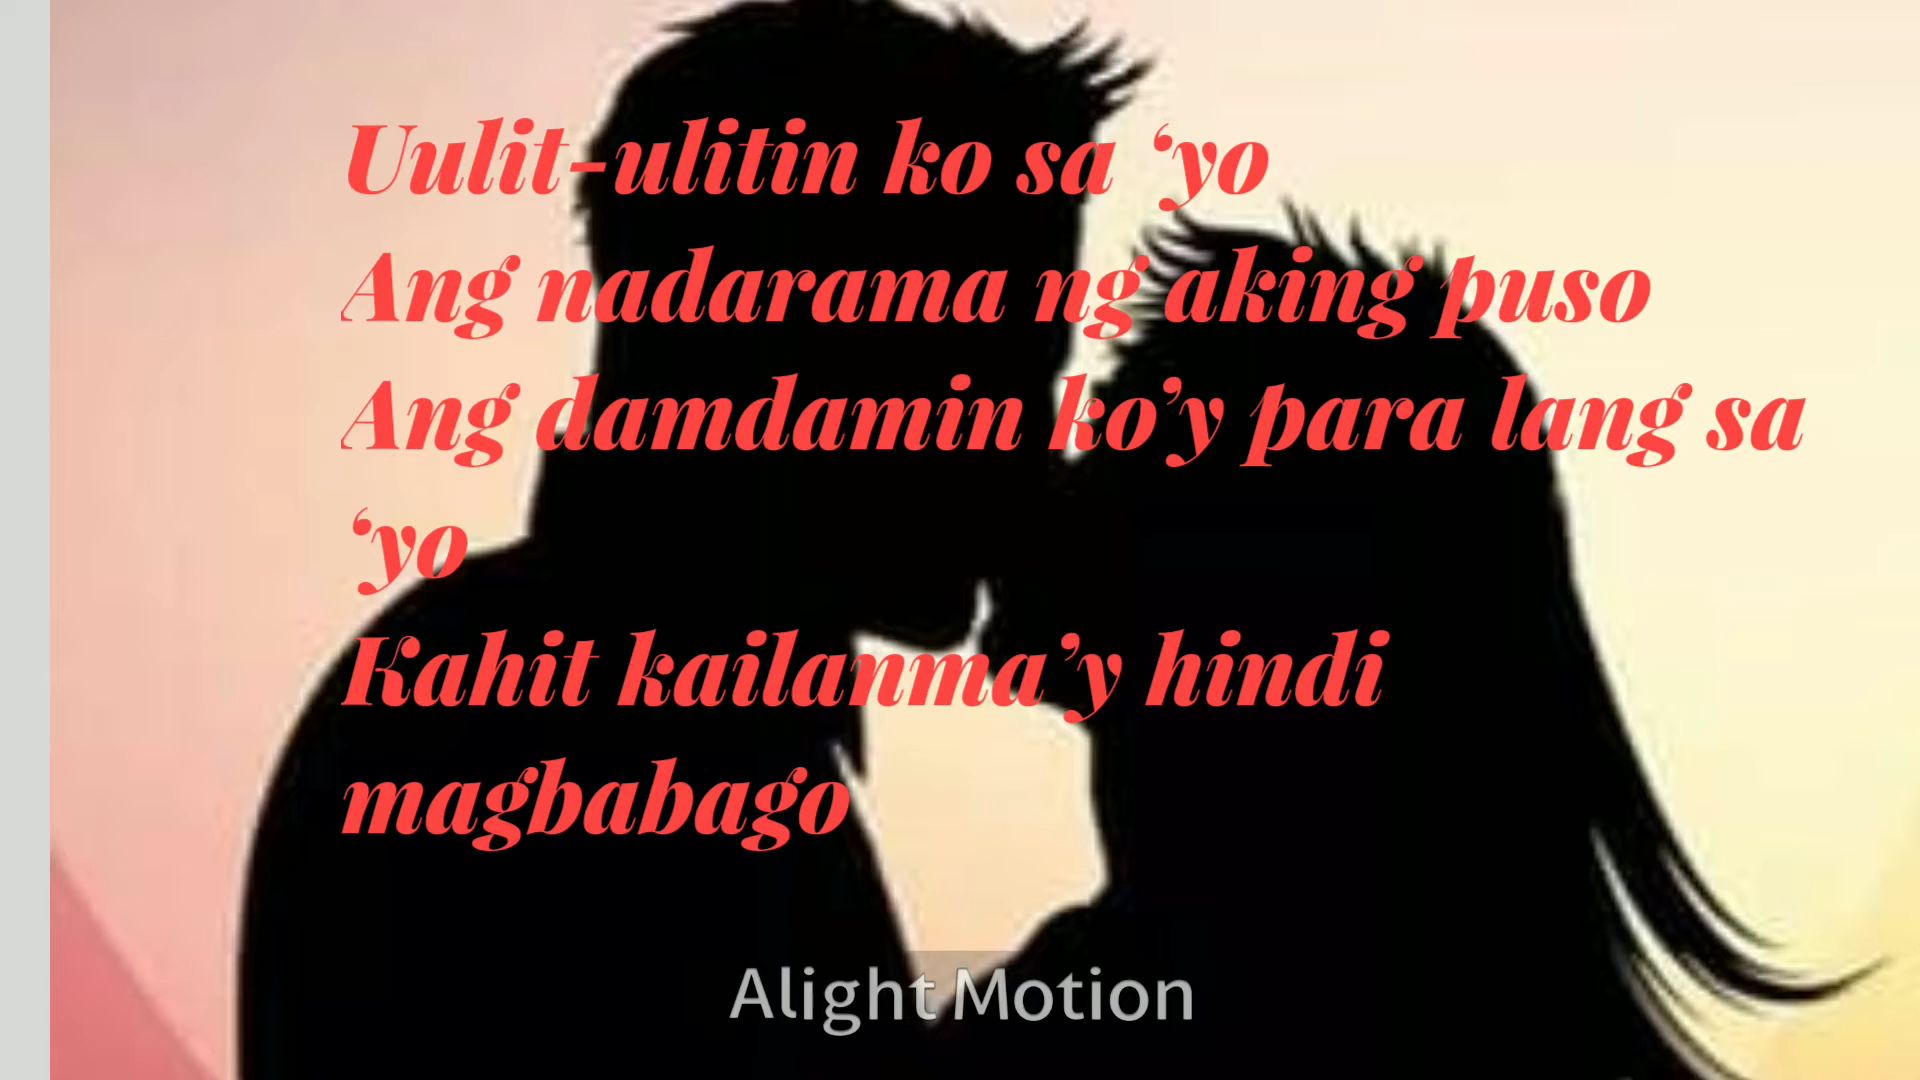 Uulit-ulitin ko sa ‘yo
Ang nadarama ng aking puso
Ang damdamin ko’y para lang sa
‘yo
Kahit kailanma’y hindi
magbabago
Alight Motion